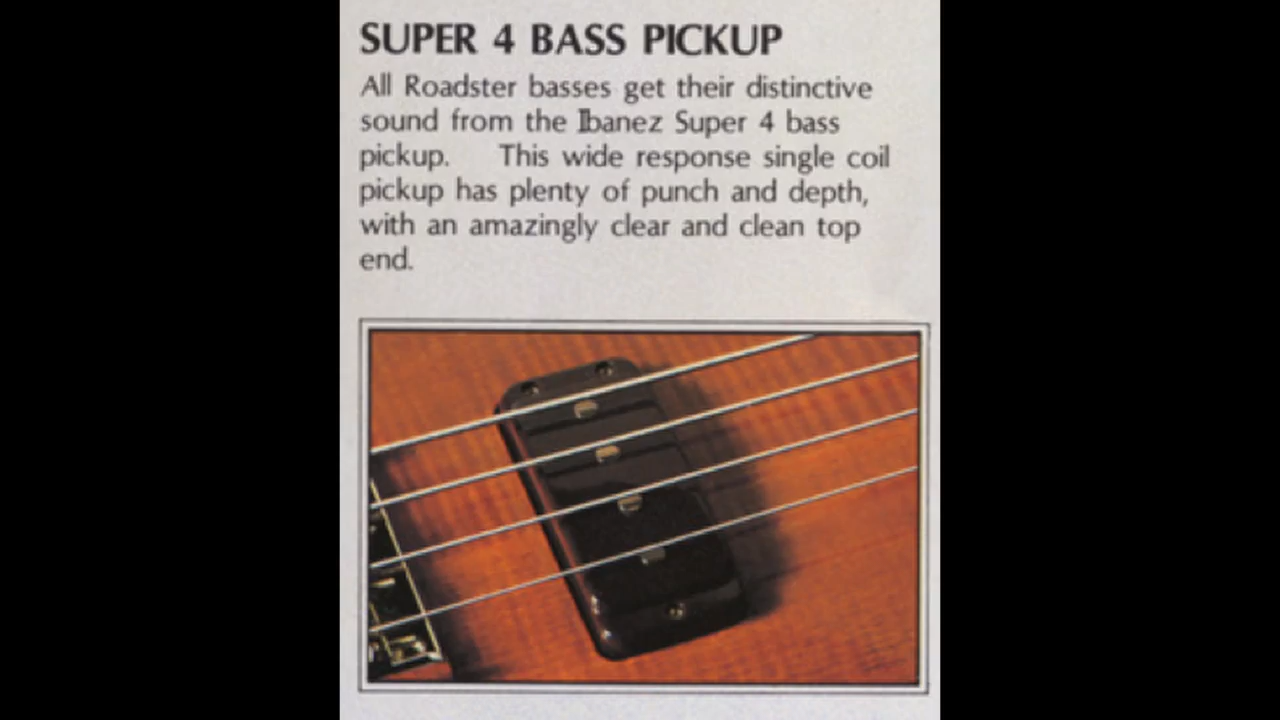 SUPER 4 BASS PICKUP
All Roadster basses get their distinctive
sound from the Ibanez Super 4 bass
pickup. This wide response single coil
pickup has plenty of punch and depth,
with an amazingly clear and clean top
end.